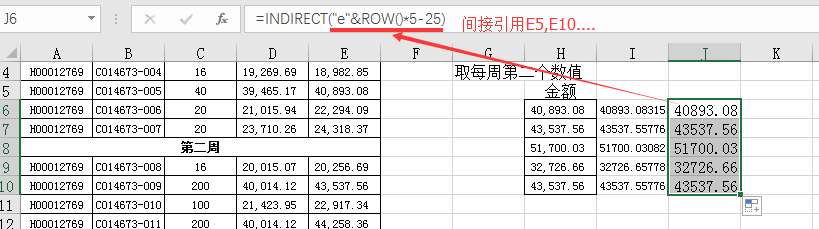 J6 =INDIRECT("e"&ROW()*5-25) 间接引用E5,E10....
A B C D E F G H I J K
4 H00012769 C014673-004 16 19,269.69 18,982.85 取每周第二个数值
5 H00012769 C014673-005 40 39,465.17 40,893.08 金额
6 H00012769 C014673-006 20 21,015.94 22,294.09 40,893.08 40893.08315 40893.08
7 H00012769 C014673-007 20 23,710.26 24,318.37 43,537.56 43537.55776 43537.56
8 第二周 51,700.03 51700.03082 51700.03
9 H00012769 C014673-008 16 20,015.07 20,256.69 32,726.66 32726.65778 32726.66
10 H00012769 C014673-009 200 40,014.12 43,537.56 43,537.56 43537.55776 43537.56
11 H00012769 C014673-010 100 21,423.95 22,917.34
12 H00012769 C014673-011 200 40,014.12 44,258.36